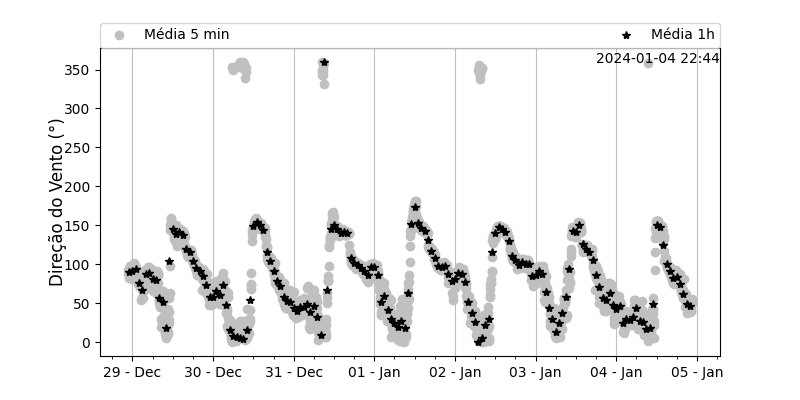 Média 5 min
Média 1h
2024-01-04 22:44
Direção do Vento (°)
350
300
250
200
150
100
50
0
29 - Dec
30 - Dec
31 - Dec
01 - Jan
02 - Jan
03 - Jan
04 - Jan
05 - Jan